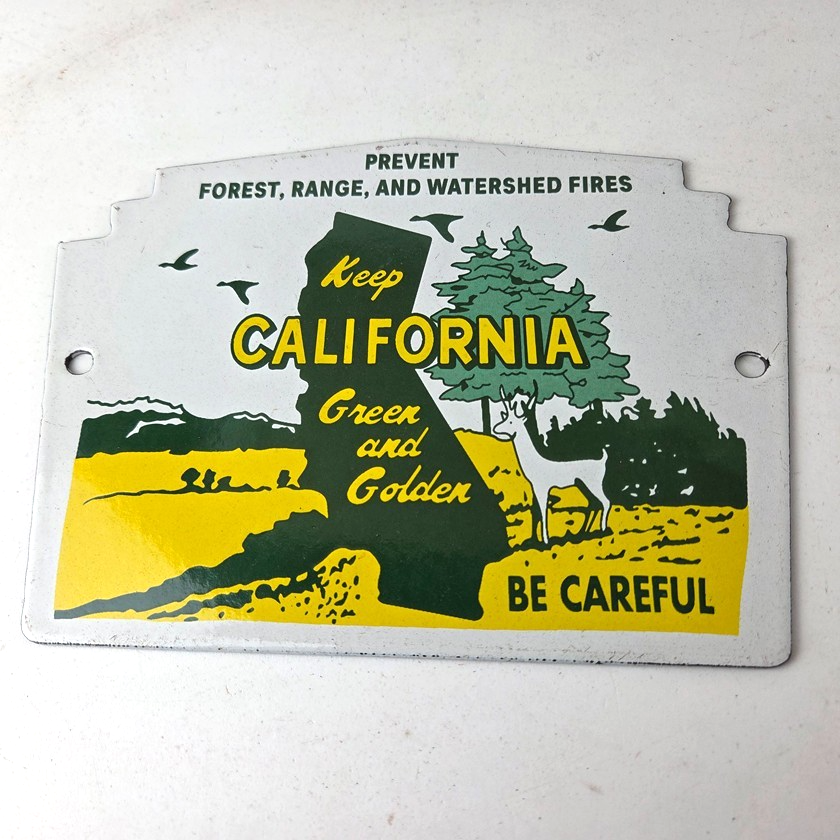 PREVENT
FOREST, RANGE, AND WATERSHED FIRES
Keep
CALIFORNIA
Green
and
Golden
BE CAREFUL